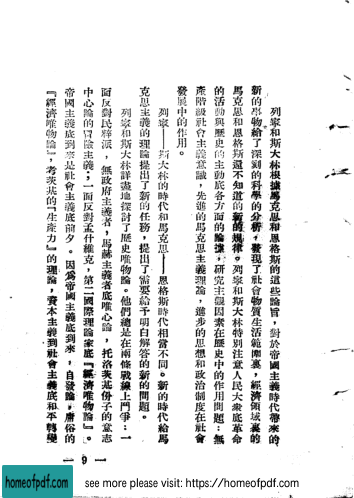 列寧和斯大林根據馬克思和恩格斯的這些論旨，對於帝國主義時代帶來的
新的事物給了深刻的科學的分析，發現了社會物質生活範圍裏，經濟領域裏的
馬克思和恩格斯還不知道的新的規律。列寧和斯大林特別注意人民大衆底革命
的活動與歷史的主動底各方面的論據，研究主觀因素在歷史中的作用問題：無
產階級社會主義意識，先進的馬克思主義理論，進步的思想和政治制度在社會
發展中的作用。
列寧——斯大林的時代和馬克思——恩格斯時代相當不同。新的時代給馬
克思主義的理論提出了新的任務，提出了需要給予明白解答的新的問題。
列寧和斯大林詳盡地探討了歷史唯物論。他們總是在兩條戰線上鬥爭：一
面反對民粹派，無政府主義者，馬赫主義者底唯心論，托洛茨基份子的意志
中心論的冒險主義；一面反對孟什維克，第二國際理論家底『經濟唯物論』。
帝國主義底到來是社會主義底前夕。因爲帝國主義底到來，自發論，庸俗的
『經濟唯物論』，考茨基的『生產力』的理論，資本主義到社會主義底和平轉變
— 9 —
homeofpdf.com
see more please visit: https://homeofpdf.com